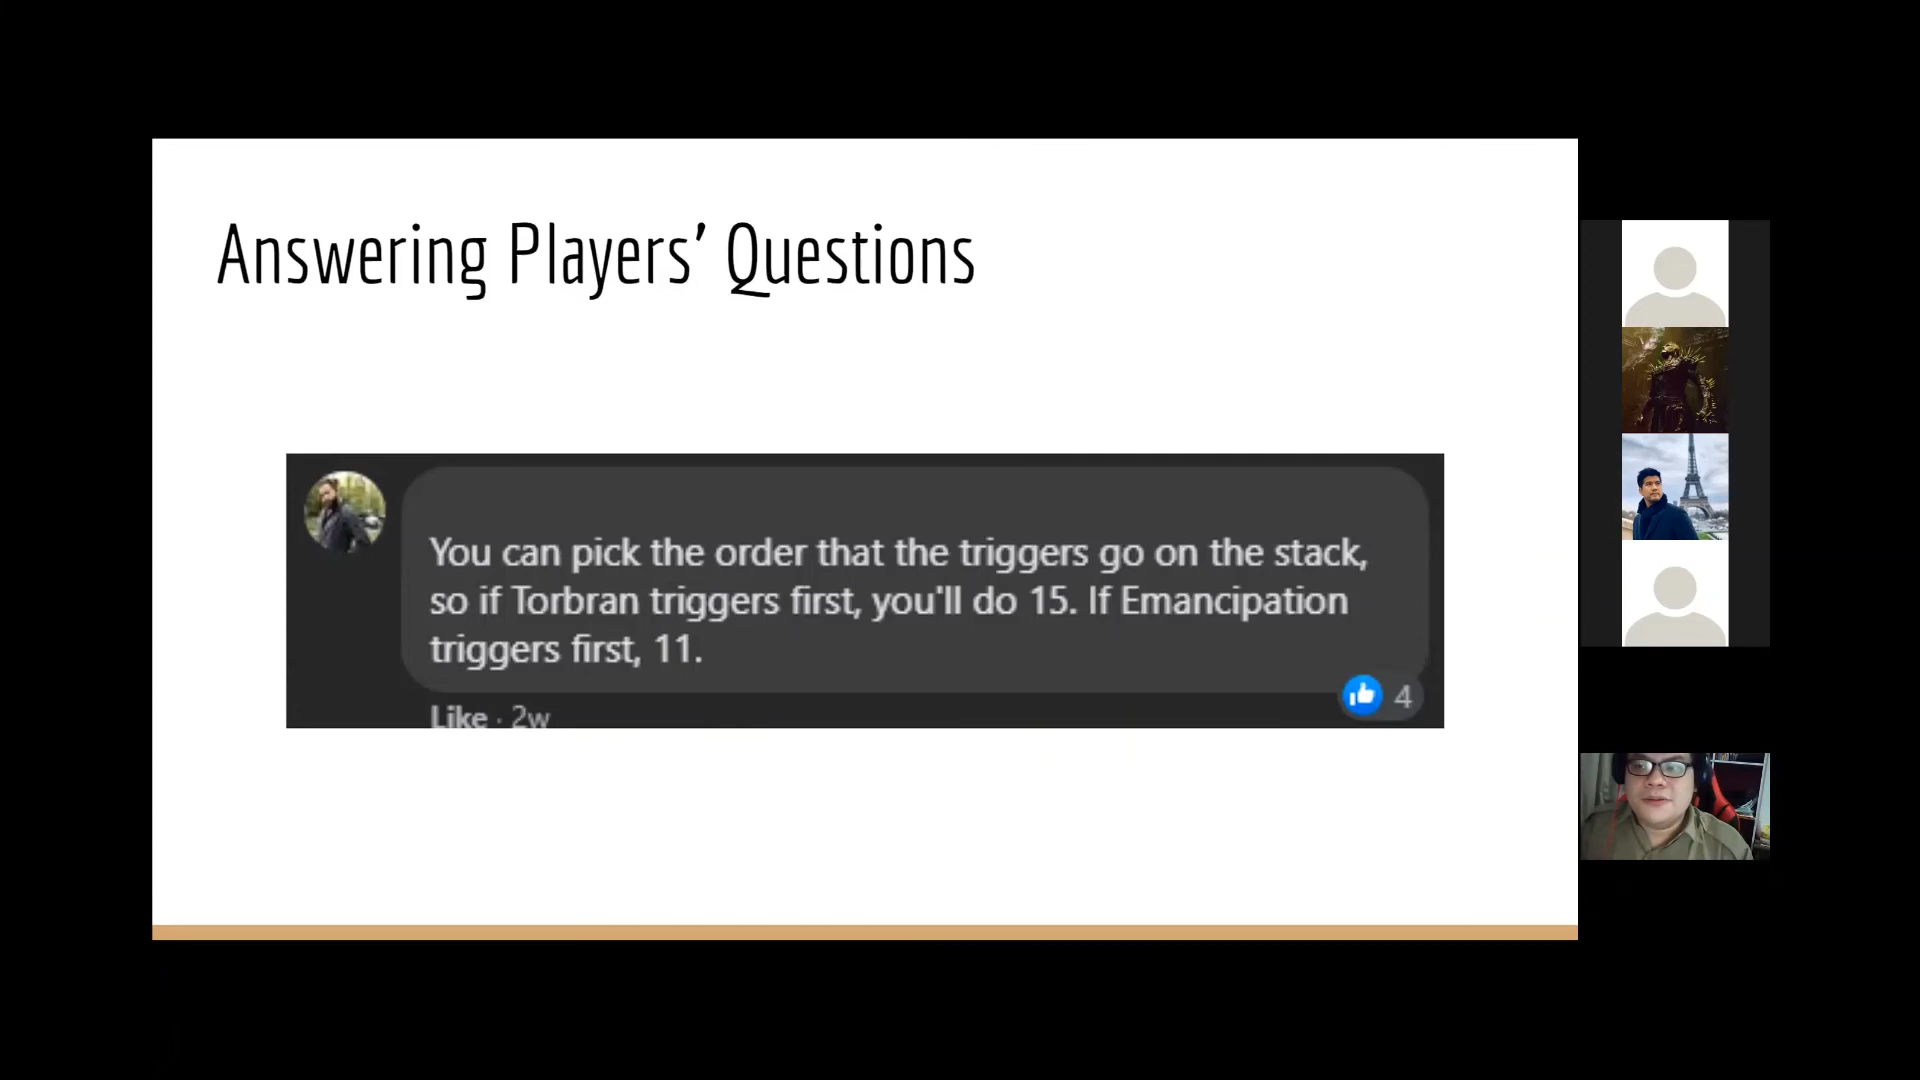 Answering Players’ Questions
You can pick the order that the triggers go on the stack,
so if Torbran triggers first, you'll do 15. If Emancipation
triggers first, 11.
4
Like · 2w